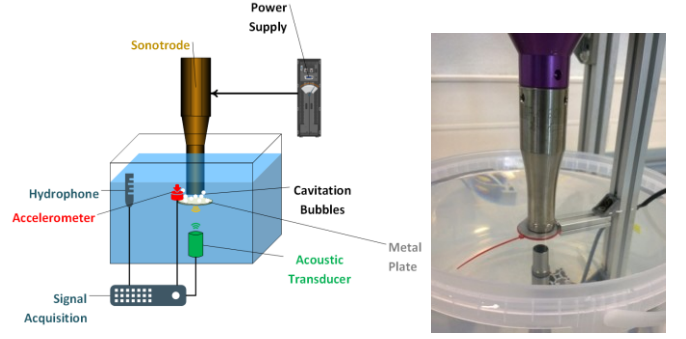 Power
Supply
Sonotrode
Hydrophone
Accelerometer
Cavitation
Bubbles
Metal
Plate
Acoustic
Transducer
Signal
Acquisition